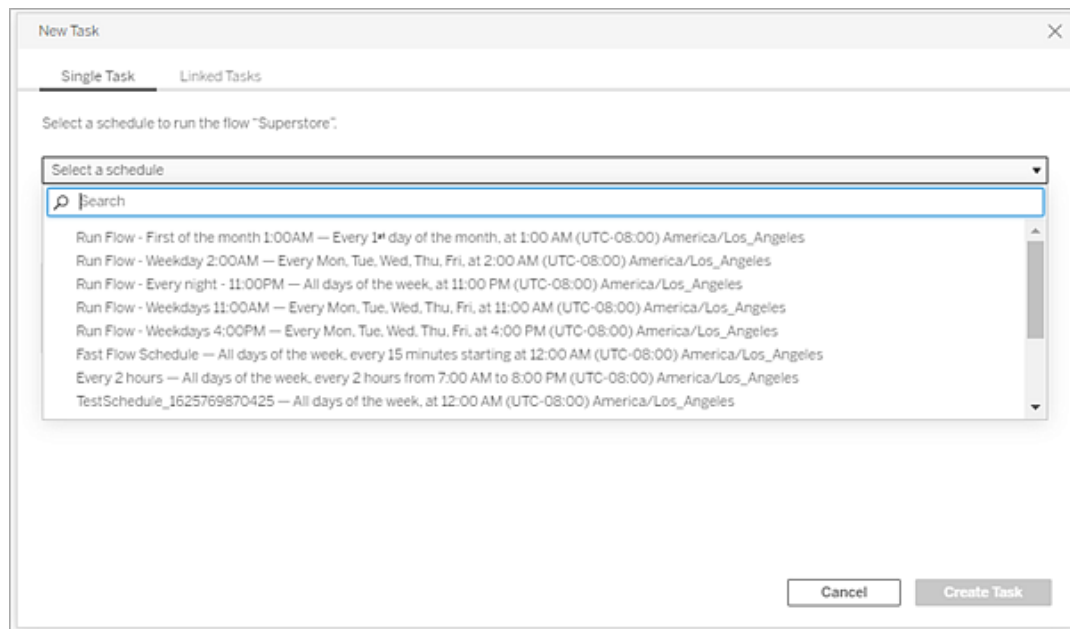 New Task
Single Task Linked Tasks
Select a schedule to run the flow "Superstore".
Select a schedule
Search
Run Flow - First of the month 1:00AM — Every 1st day of the month, at 1:00 AM (UTC-08:00) America/Los_Angeles
Run Flow - Weekday 2:00AM — Every Mon, Tue, Wed, Thu, Fri, at 2:00 AM (UTC-08:00) America/Los_Angeles
Run Flow - Every night - 11:00PM — All days of the week, at 11:00 PM (UTC-08:00) America/Los_Angeles
Run Flow - Weekdays 11:00AM — Every Mon, Tue, Wed, Thu, Fri, at 11:00 AM (UTC-08:00) America/Los_Angeles
Run Flow - Weekdays 4:00PM — Every Mon, Tue, Wed, Thu, Fri, at 4:00 PM (UTC-08:00) America/Los_Angeles
Fast Flow Schedule — All days of the week, every 15 minutes starting at 12:00 AM (UTC-08:00) America/Los_Angeles
Every 2 hours — All days of the week, every 2 hours from 7:00 AM to 8:00 PM (UTC-08:00) America/Los_Angeles
TestSchedule_1625769870425 — All days of the week, at 12:00 AM (UTC-08:00) America/Los_Angeles
Cancel Create Task